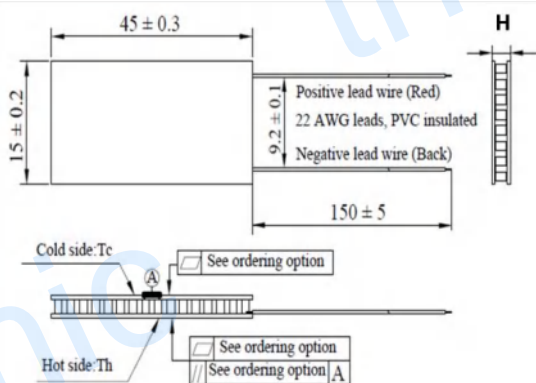 45 ± 0.3
H
15 ± 0.2
9.2 ± 0.1
Positive lead wire (Red)
22 AWG leads, PVC insulated
Negative lead wire (Back)
150 ± 5
Cold side:Tc
A
See ordering option
See ordering option
See ordering option A
Hot side:Th